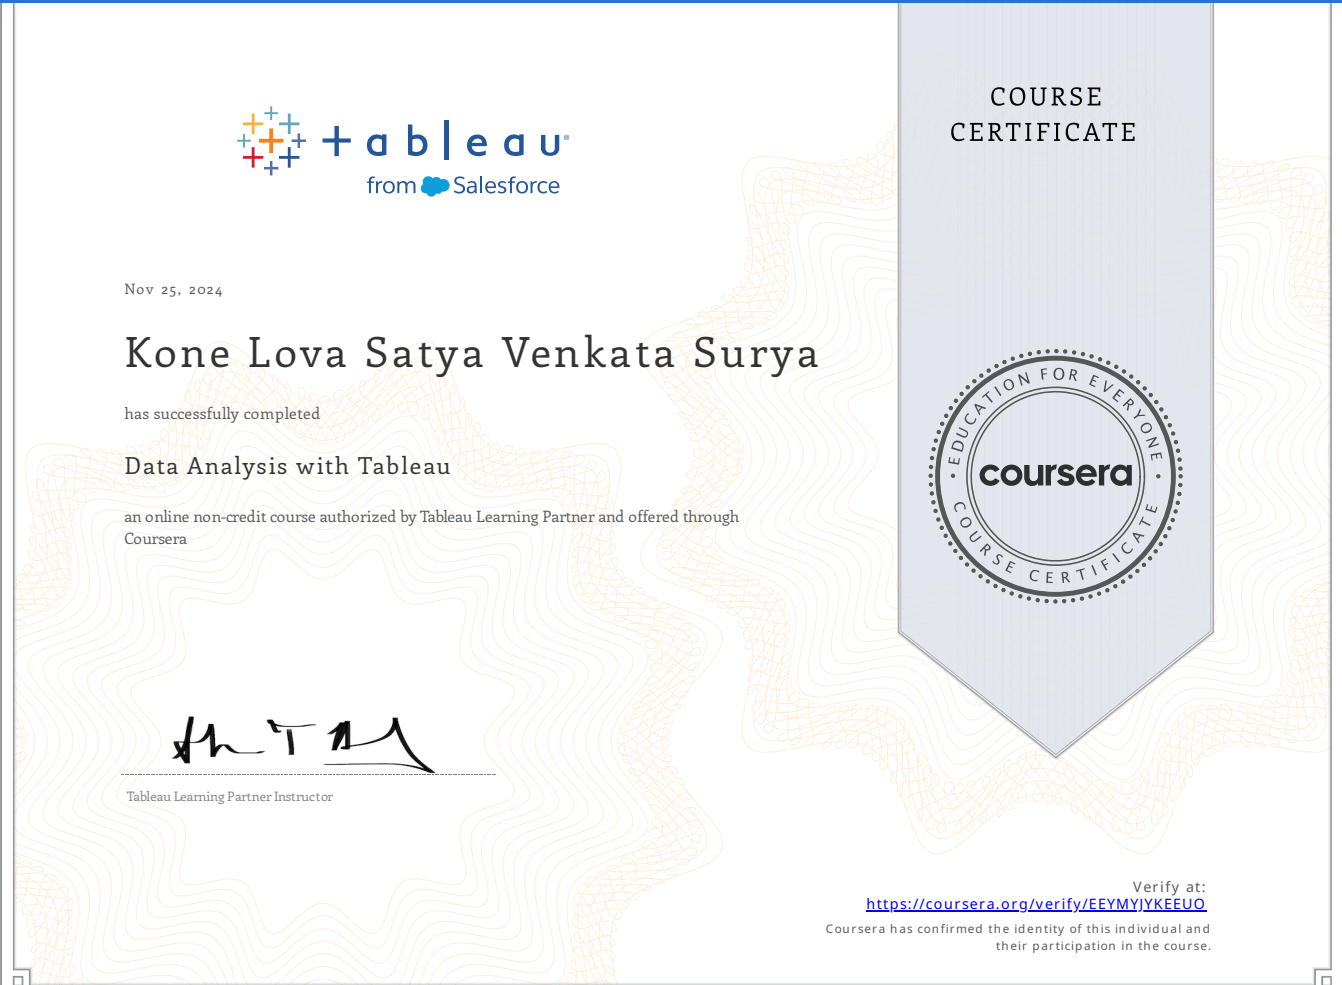 COURSE
CERTIFICATE
tableau®
from Salesforce
Nov 25, 2024
Kone Lova Satya Venkata Surya
has successfully completed
Data Analysis with Tableau
an online non-credit course authorized by Tableau Learning Partner and offered through
Coursera
EDUCATION FOR EVERYONE
coursera
COURSE CERTIFICATE
Tableau Learning Partner Instructor
Verify at:
https://coursera.org/verify/EEYMYJYKEEUO
Coursera has confirmed the identity of this individual and
their participation in the course.